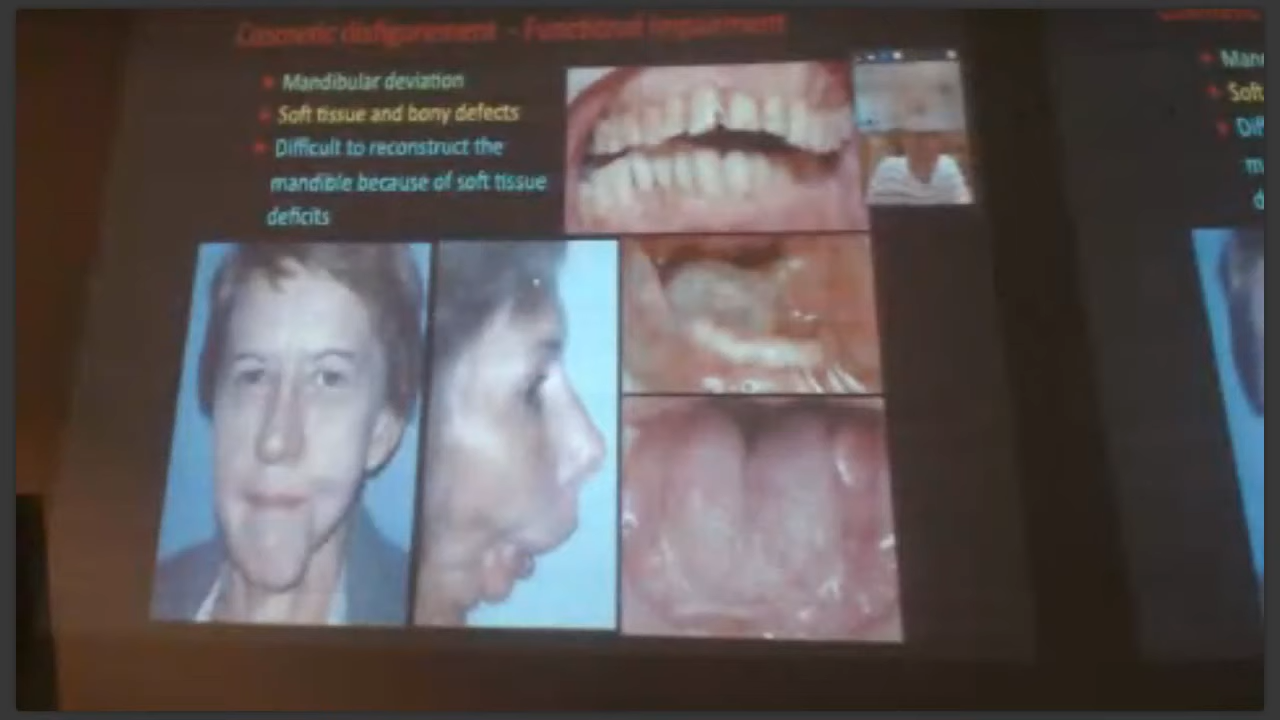 Cosmetic disfigurement - Functional impairment
Mandibular deviation
Soft tissue and bony defects
Difficult to reconstruct the
mandible because of soft tissue
deficits
Soft